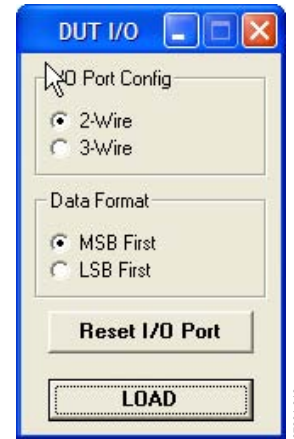 DUT I/O
I/O Port Config
2-Wire
3-Wire
Data Format
MSB First
LSB First
Reset I/O Port
LOAD